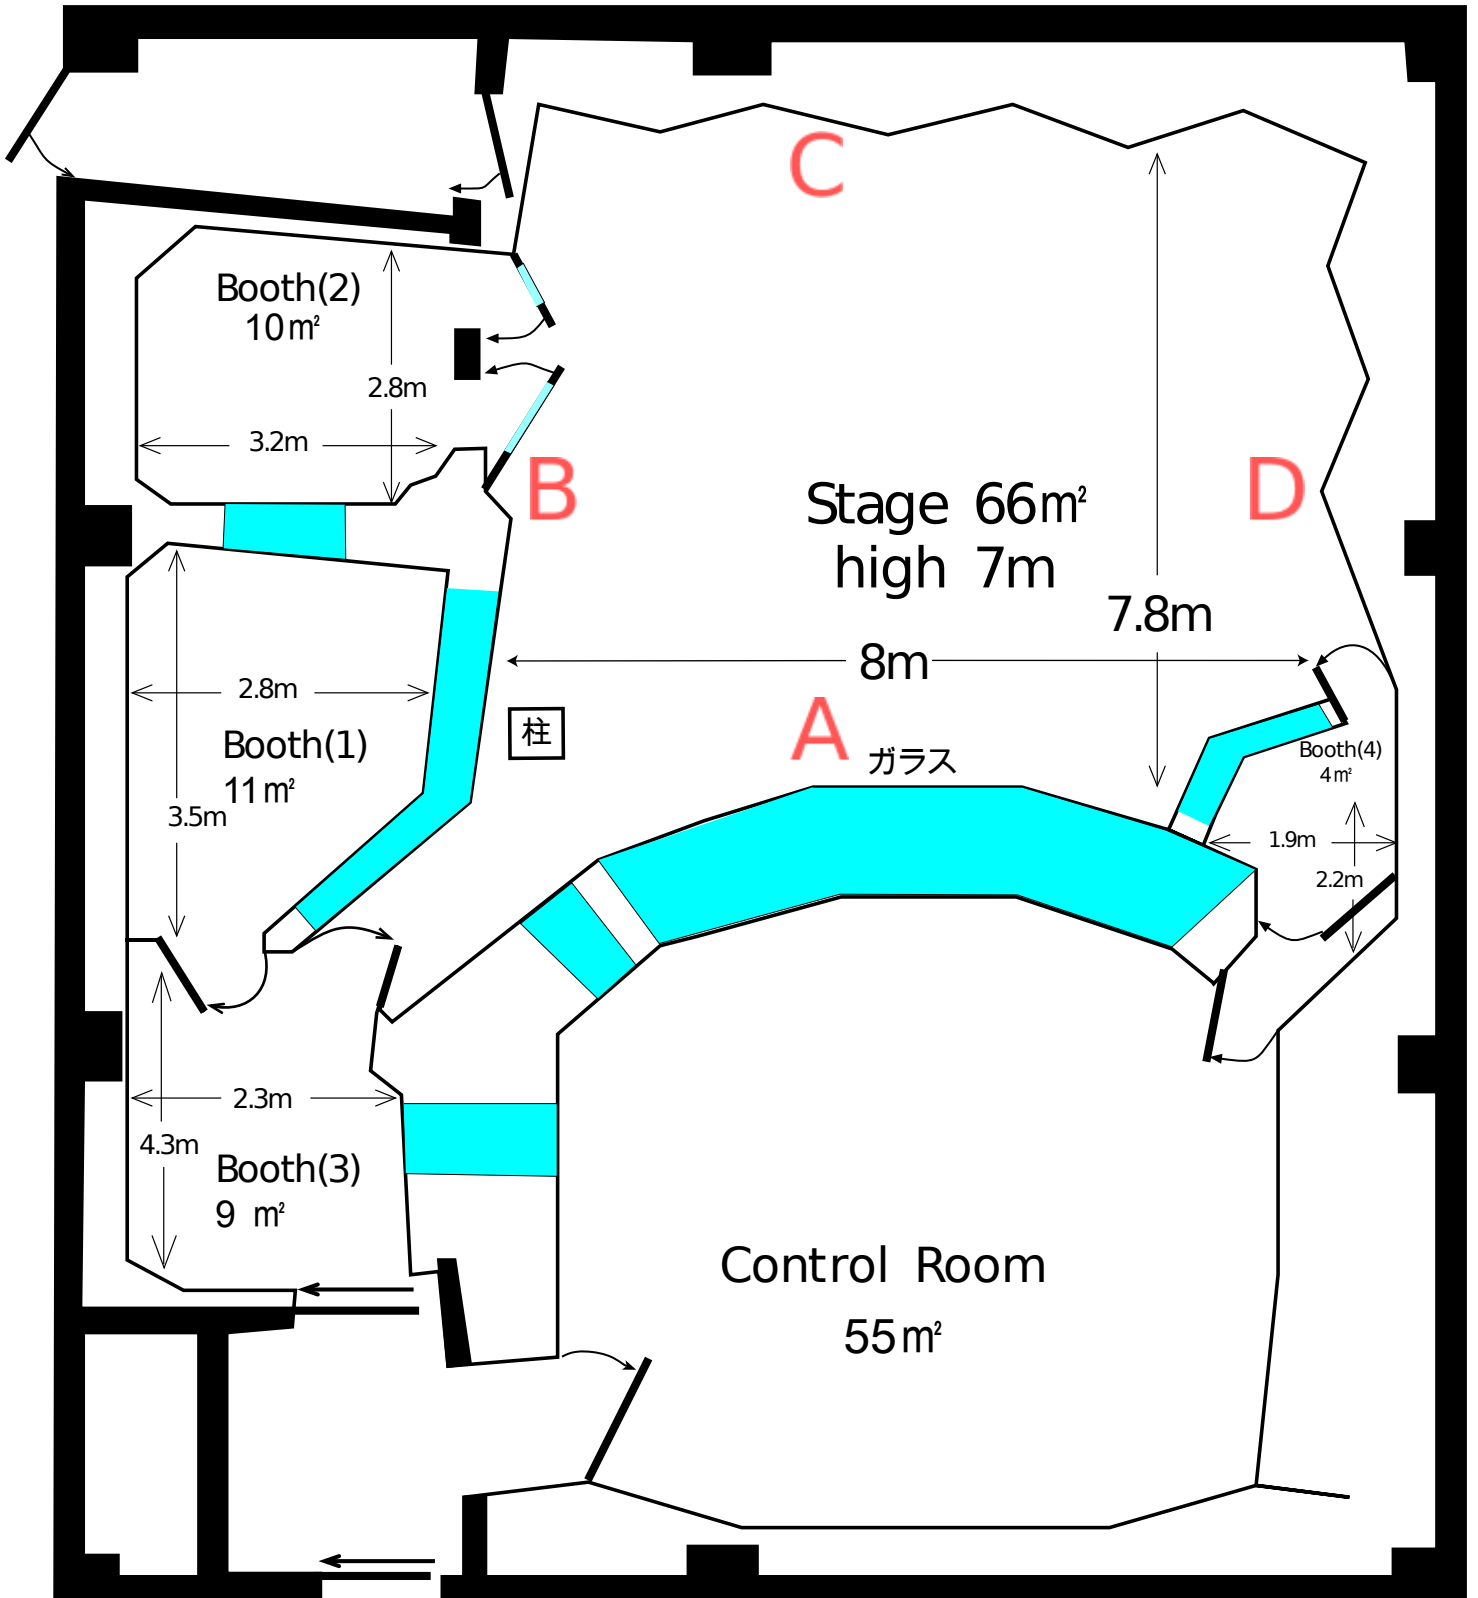 C
Booth(2)
10㎡
2.8m
3.2m
B
D
Stage 66㎡
high 7m
7.8m
8m
2.8m
柱
A
ガラス
Booth(1)
11㎡
3.5m
Booth(4)
4㎡
1.9m
2.2m
2.3m
4.3m
Booth(3)
9 ㎡
Control Room
55㎡